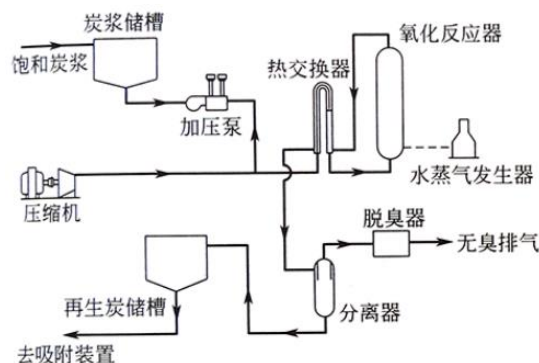 炭浆储槽
饱和炭浆
加压泵
热交换器
氧化反应器
水蒸气发生器
压缩机
脱臭器
无臭排气
再生炭储槽
分离器
去吸附装置